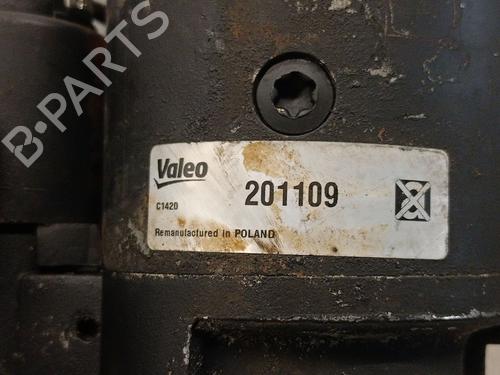 B-PARTS
Valeo
201109
C1420
Remanufactured in POLAND